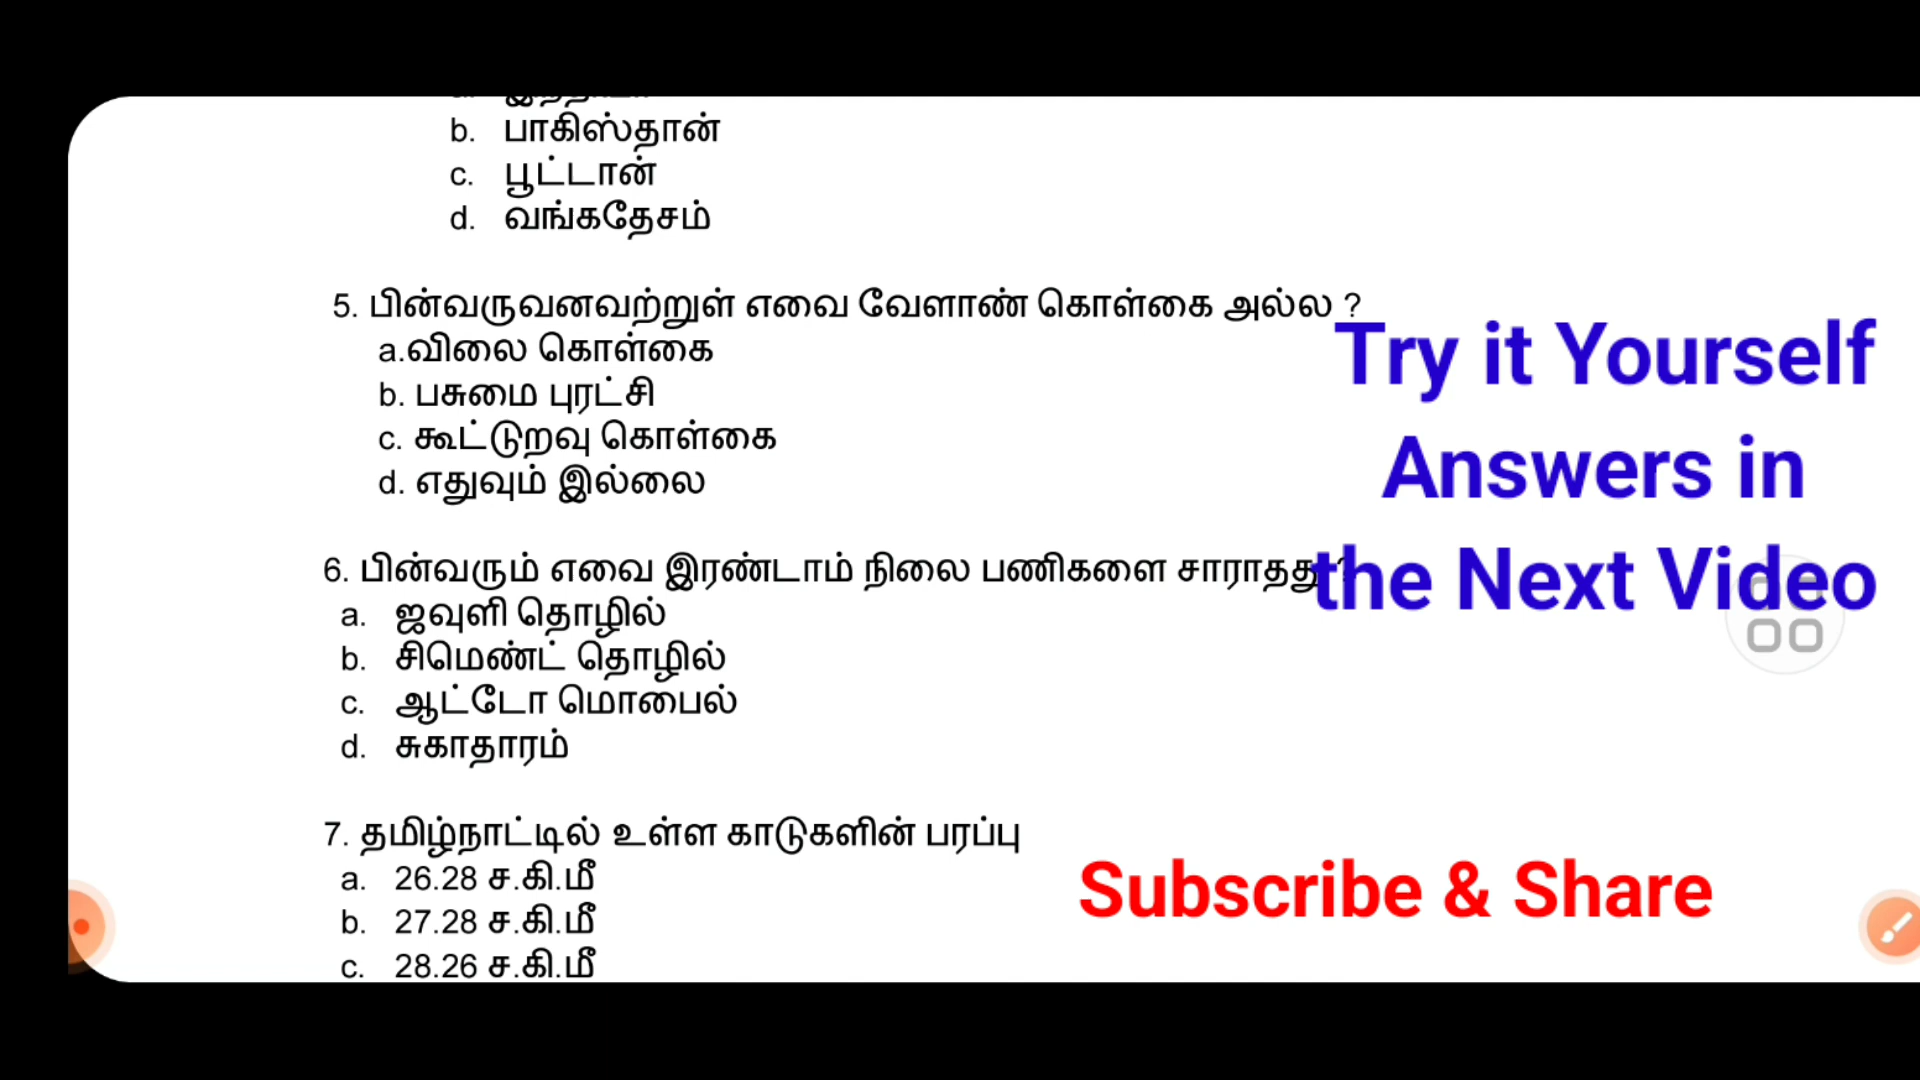 b. பாகிஸ்தான்
c. பூட்டான்
d. வங்கதேசம்
5. பின்வருவனவற்றுள் எவை வேளாண் கொள்கை அல்ல ?
a.விலை கொள்கை
b. பசுமை புரட்சி
c. கூட்டுறவு கொள்கை
d. எதுவும் இல்லை
6. பின்வரும் எவை இரண்டாம் நிலை பணிகளை சாராதது ?
a. ஜவுளி தொழில்
b. சிமெண்ட் தொழில்
c. ஆட்டோ மொபைல்
d. சுகாதாரம்
7. தமிழ்நாட்டில் உள்ள காடுகளின் பரப்பு
a. 26.28 ச.கி.மீ
b. 27.28 ச.கி.மீ
c. 28.26 ச.கி.மீ
Try it Yourself
Answers in
the Next Video
Subscribe & Share